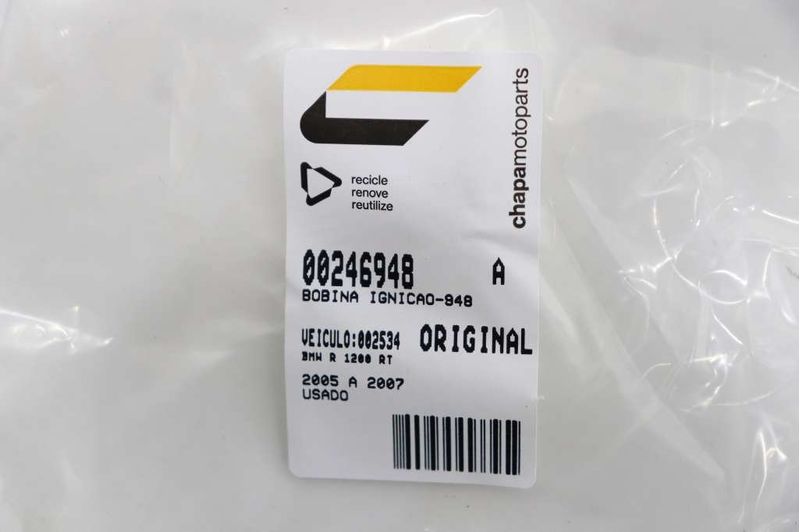 chapamotoparts
recicle
renove
reutilize
00246948 A
BOBINA IGNICAO-948
VEICULO:002534 ORIGINAL
BMW R 1200 RT
2005 A 2007
USADO